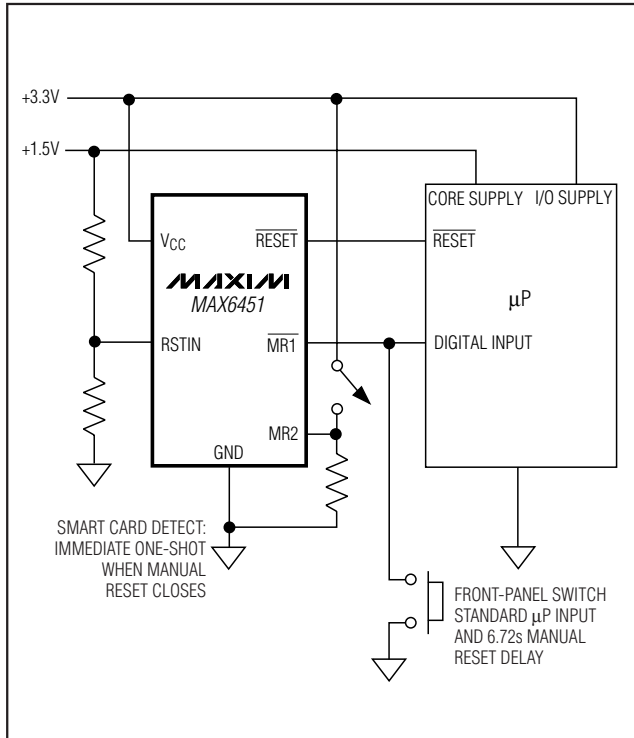 +3.3V
+1.5V
CORE SUPPLY I/O SUPPLY
VCC
RESET
RESET
MAXIM
MAX6451
µP
RSTIN
MR1
DIGITAL INPUT
MR2
GND
SMART CARD DETECT:
IMMEDIATE ONE-SHOT
WHEN MANUAL
RESET CLOSES
FRONT-PANEL SWITCH
STANDARD µP INPUT
AND 6.72s MANUAL
RESET DELAY